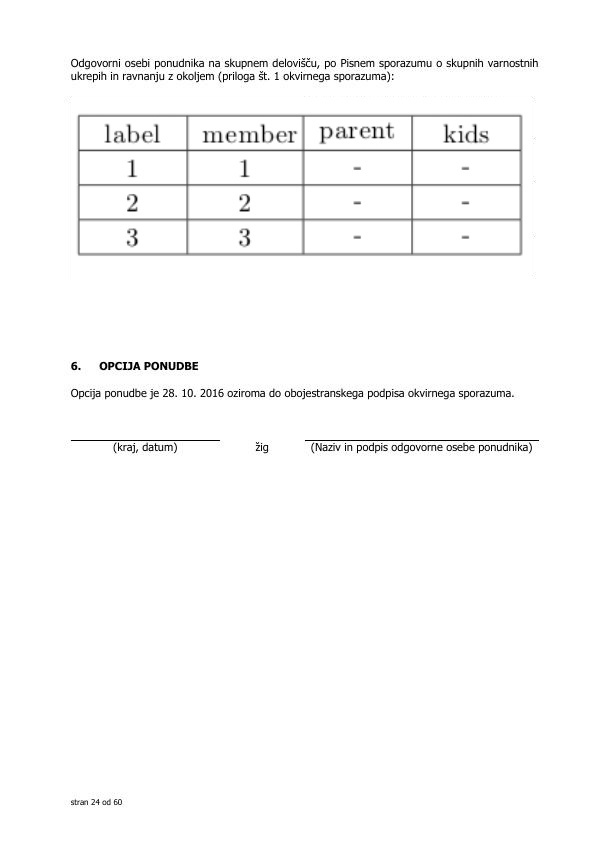 Odgovorni osebi ponudnika na skupnem delovišču, po Pisnem sporazumu o skupnih varnostnih
ukrepih in ravnanju z okoljem (priloga št. 1 okvirnega sporazuma):
label member parent kids
1 1 - -
2 2 - -
3 3 - -
6. OPCIJA PONUDBE
Opcija ponudbe je 28. 10. 2016 oziroma do obojestranskega podpisa okvirnega sporazuma.
(kraj, datum) žig (Naziv in podpis odgovorne osebe ponudnika)
stran 24 od 60